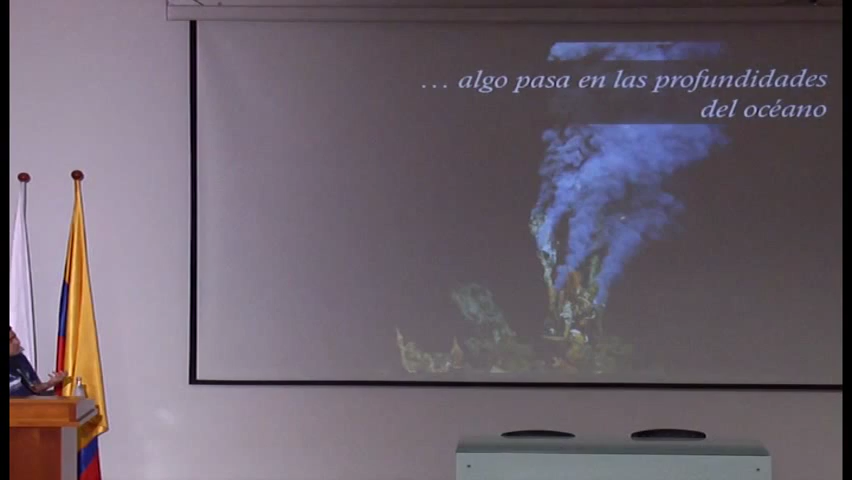 ... algo pasa en las profundidades
del océano